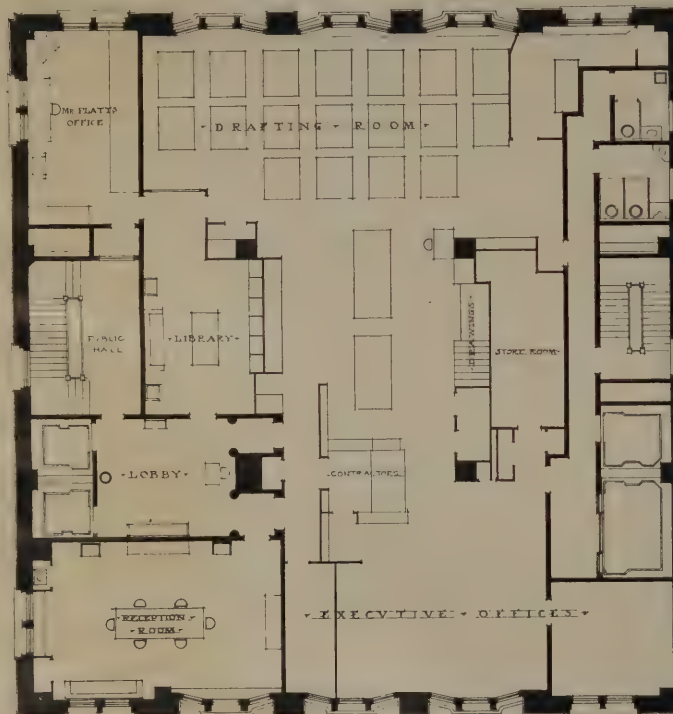 MR PLATT'S
OFFICE
- DRAFTING - ROOM -
PUBLIC
HALL
- LIBRARY -
DRAWINGS
STORE ROOM -
- LOBBY -
- CONTRACTORS
- RECEPTION -
- ROOM -
- EXECUTIVE - OFFICES -